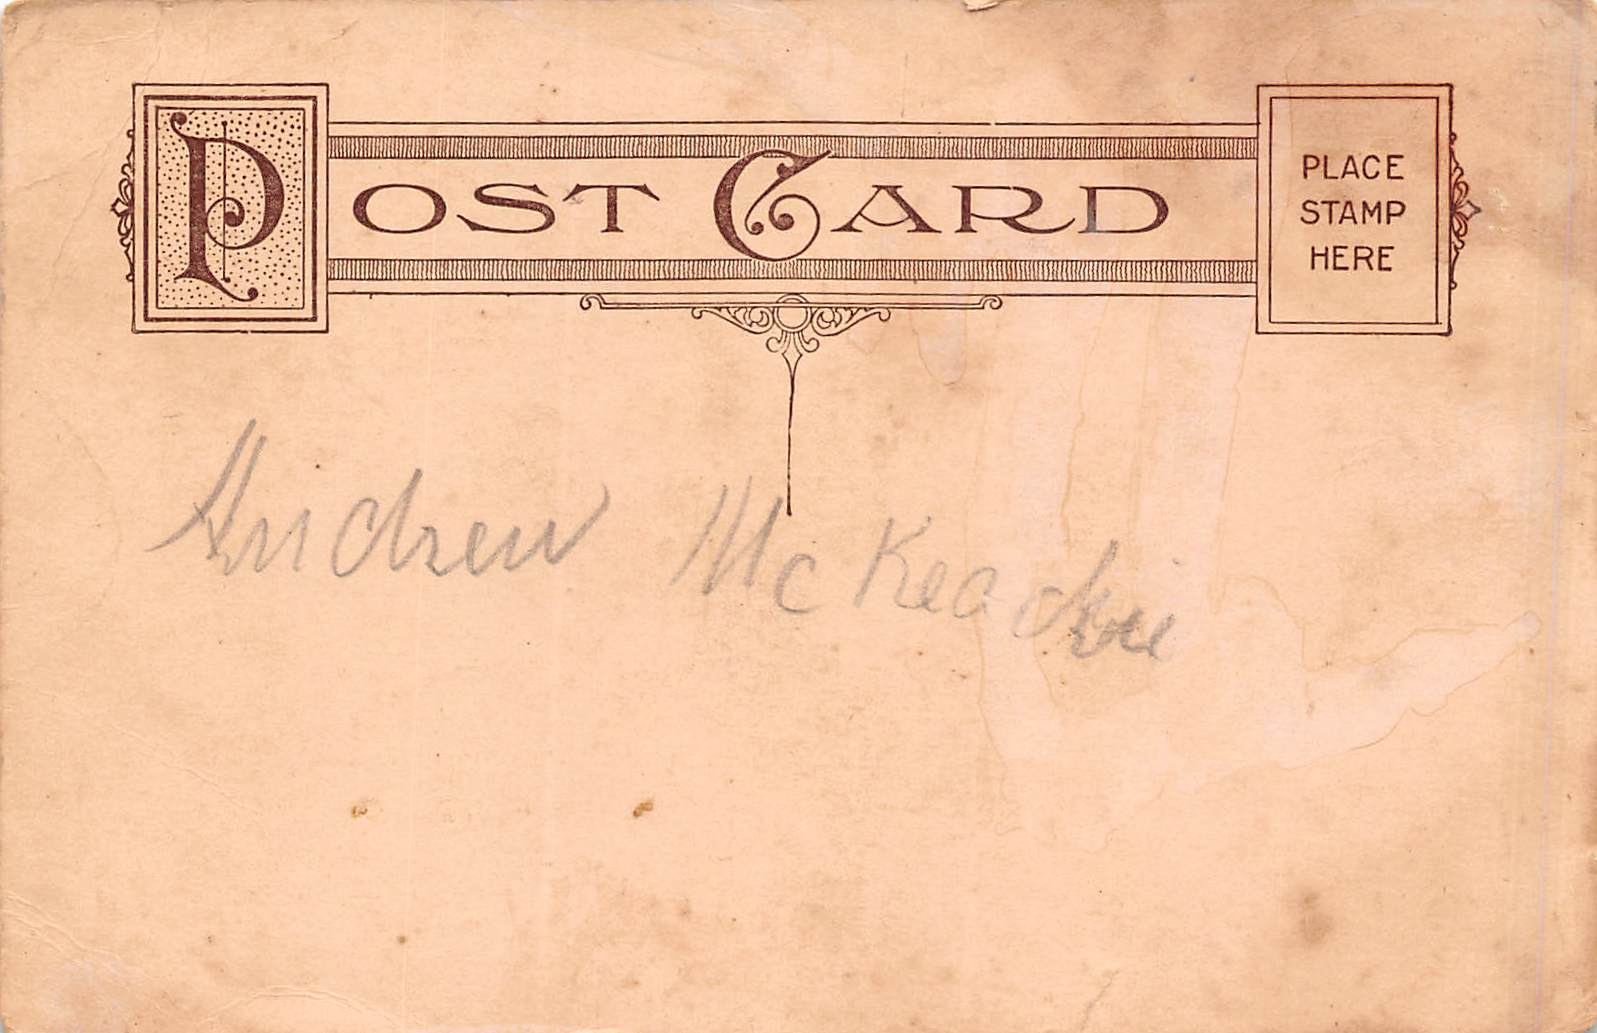 POST CARD
PLACE
STAMP
HERE
Andrew McKeachie